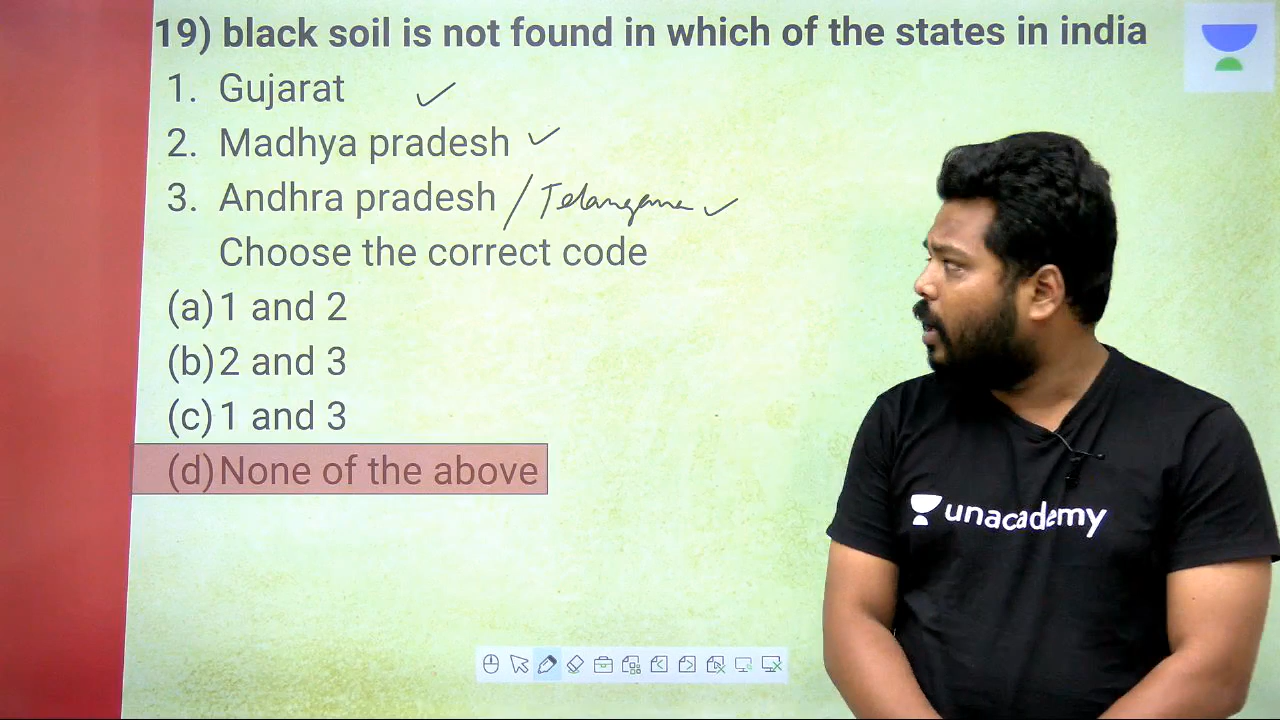 19) black soil is not found in which of the states in india
1. Gujarat
2. Madhya pradesh
3. Andhra pradesh / Telangana
Choose the correct code
(a) 1 and 2
(b) 2 and 3
(c) 1 and 3
(d) None of the above
unacademy